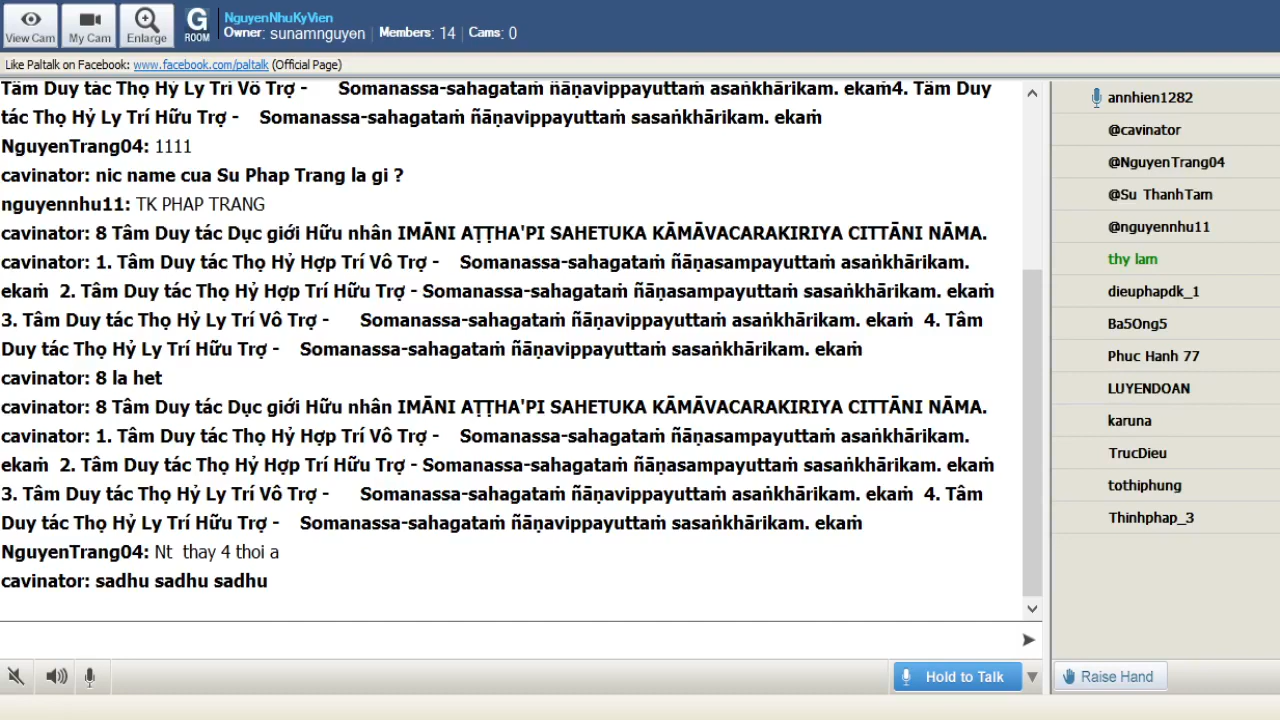 View Cam
My Cam
Enlarge
G
ROOM
NguyenNhuKyVien
Owner: sunamnguyen | Members: 14 | Cams: 0
Like Paltalk on Facebook: www.facebook.com/paltalk (Official Page)
Tâm Duy tác Thọ Hỷ Ly Trí Vô Trợ - Somanassa-sahagataṁ ñāṇavippayuttaṁ asaṅkhārikam. ekaṁ4. Tâm Duy
tác Thọ Hỷ Ly Trí Hữu Trợ - Somanassa-sahagataṁ ñāṇavippayuttaṁ sasaṅkhārikam. ekaṁ
NguyenTrang04: 1111
cavinator: nic name cua Su Phap Trang la gi ?
nguyennhu11: TK PHAP TRANG
cavinator: 8 Tâm Duy tác Dục giới Hữu nhân IMĀNI AṬṬHA'PI SAHETUKA KĀMĀVACARAKIRIYA CITTĀNI NĀMA.
cavinator: 1. Tâm Duy tác Thọ Hỷ Hợp Trí Vô Trợ - Somanassa-sahagataṁ ñāṇasampayuttaṁ asaṅkhārikam.
ekaṁ 2. Tâm Duy tác Thọ Hỷ Hợp Trí Hữu Trợ - Somanassa-sahagataṁ ñāṇasampayuttaṁ sasaṅkhārikam. ekaṁ
3. Tâm Duy tác Thọ Hỷ Ly Trí Vô Trợ - Somanassa-sahagataṁ ñāṇavippayuttaṁ asaṅkhārikam. ekaṁ 4. Tâm
Duy tác Thọ Hỷ Ly Trí Hữu Trợ - Somanassa-sahagataṁ ñāṇavippayuttaṁ sasaṅkhārikam. ekaṁ
cavinator: 8 la het
cavinator: 8 Tâm Duy tác Dục giới Hữu nhân IMĀNI AṬṬHA'PI SAHETUKA KĀMĀVACARAKIRIYA CITTĀNI NĀMA.
cavinator: 1. Tâm Duy tác Thọ Hỷ Hợp Trí Vô Trợ - Somanassa-sahagataṁ ñāṇasampayuttaṁ asaṅkhārikam.
ekaṁ 2. Tâm Duy tác Thọ Hỷ Hợp Trí Hữu Trợ - Somanassa-sahagataṁ ñāṇasampayuttaṁ sasaṅkhārikam. ekaṁ
3. Tâm Duy tác Thọ Hỷ Ly Trí Vô Trợ - Somanassa-sahagataṁ ñāṇavippayuttaṁ asaṅkhārikam. ekaṁ 4. Tâm
Duy tác Thọ Hỷ Ly Trí Hữu Trợ - Somanassa-sahagataṁ ñāṇavippayuttaṁ sasaṅkhārikam. ekaṁ
NguyenTrang04: Nt thay 4 thoi a
cavinator: sadhu sadhu sadhu
Hold to Talk
annhien1282
@cavinator
@NguyenTrang04
@Su ThanhTam
@nguyennhu11
thy lam
dieuphapdk_1
Ba5Ong5
Phuc Hanh 77
LUYENDOAN
karuna
TrucDieu
tothiphung
Thinhphap_3
Raise Hand